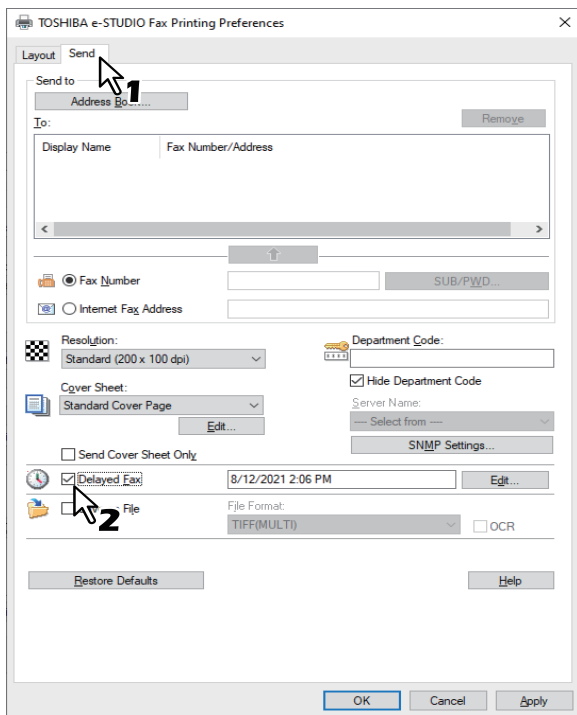 TOSHIBA e-STUDIO Fax Printing Preferences
Layout Send
1
Send to
Address
To:
Remove
Display Name Fax Number/Address
Fax Number
SUB/PWD...
Internet Fax Address
Resolution:
Standard (200 x 100 dpi)
Department Code:
Hide Department Code
Cover Sheet:
Standard Cover Page
Server Name:
--- Select from ---
Edit...
SNMP Settings...
Send Cover Sheet Only
Delayed Fax
8/12/2021 2:06 PM
Edit...
2
File
File Format:
TIFF(MULTI)
OCR
Restore Defaults
Help
OK Cancel Apply